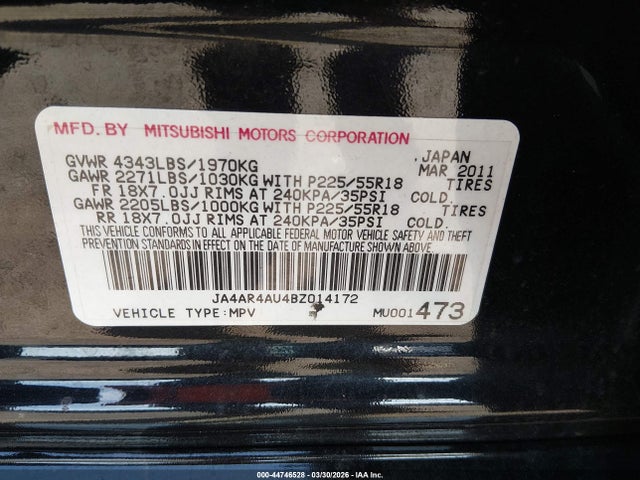 MFD. BY MITSUBISHI MOTORS CORPORATION
GVWR 4343LBS/1970KG JAPAN
GAWR 2271LBS/1030KG WITH P225/55R18 MAR 2011
FR 18X7.0JJ RIMS AT 240KPA/35PSI TIRES COLD.
GAWR 2205LBS/1000KG WITH P225/55R18 TIRES
RR 18X7.0JJ RIMS AT 240KPA/35PSI COLD.
THIS VEHICLE CONFORMS TO ALL APPLICABLE FEDERAL MOTOR VEHICLE SAFETY AND THEFT
PREVENTION STANDARDS IN EFFECT ON THE DATE OF MANUFACTURE SHOWN ABOVE.
JA4AR4AU4BZ014172
VEHICLE TYPE:MPV MU001473
000-44746528 - 03/30/2026 - IAA Inc.